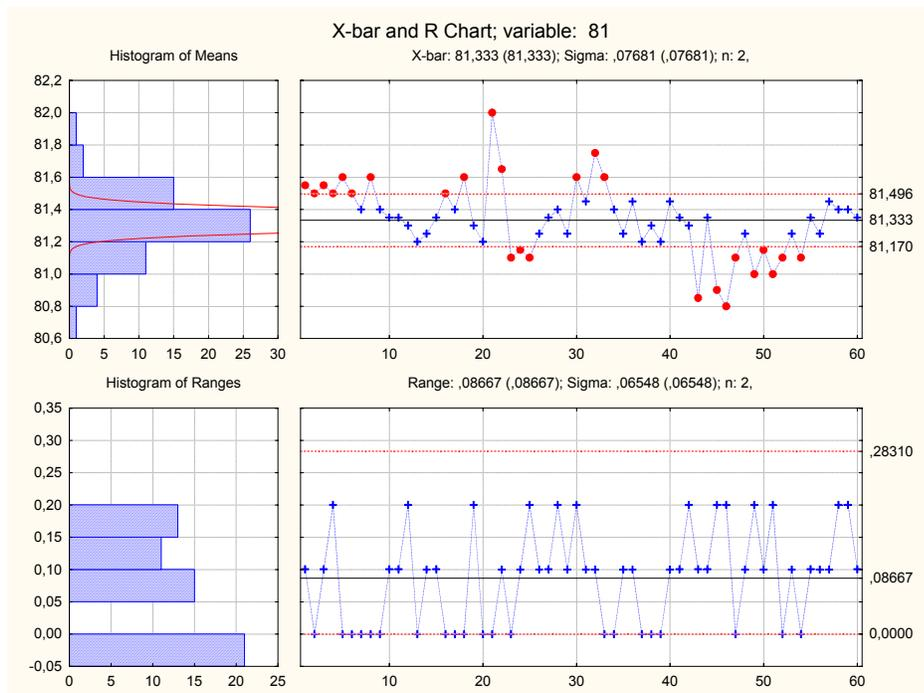 X-bar and R Chart; variable: 81
Histogram of Means
X-bar: 81,333 (81,333); Sigma: ,07681 (,07681); n: 2,
82,2
82,0
81,8
81,6
81,4
81,2
81,0
80,8
80,6
0 5 10 15 20 25 30
10 20 30 40 50 60
81,496
81,333
81,170
Histogram of Ranges
Range: ,08667 (,08667); Sigma: ,06548 (,06548); n: 2,
0,35
0,30
0,25
0,20
0,15
0,10
0,05
0,00
-0,05
0 5 10 15 20 25
10 20 30 40 50 60
,28310
,08667
0,0000